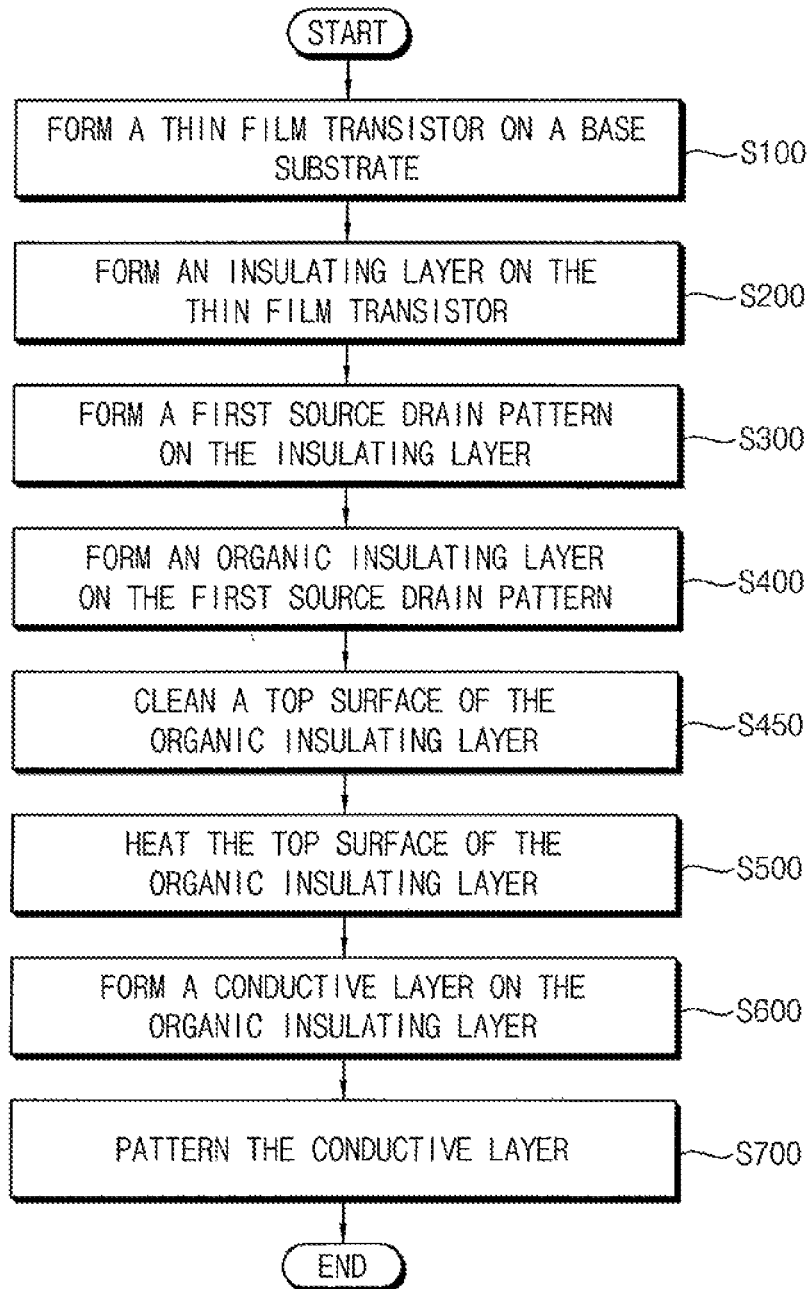 START
FORM A THIN FILM TRANSISTOR ON A BASE
SUBSTRATE
S100
FORM AN INSULATING LAYER ON THE
THIN FILM TRANSISTOR
S200
FORM A FIRST SOURCE DRAIN PATTERN
ON THE INSULATING LAYER
S300
FORM AN ORGANIC INSULATING LAYER
ON THE FIRST SOURCE DRAIN PATTERN
S400
CLEAN A TOP SURFACE OF THE
ORGANIC INSULATING LAYER
S450
HEAT THE TOP SURFACE OF THE
ORGANIC INSULATING LAYER
S500
FORM A CONDUCTIVE LAYER ON THE
ORGANIC INSULATING LAYER
S600
PATTERN THE CONDUCTIVE LAYER
S700
END